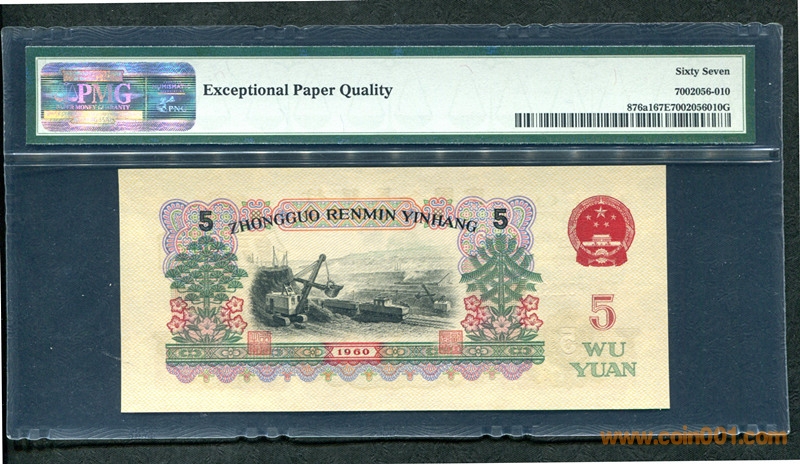 PMG
Exceptional Paper Quality
Sixty Seven
7002056-010
876a167E7002056010G
5 ZHONGGUO RENMIN YINHANG 5
5
1960
WU
YUAN
www.coin001.com